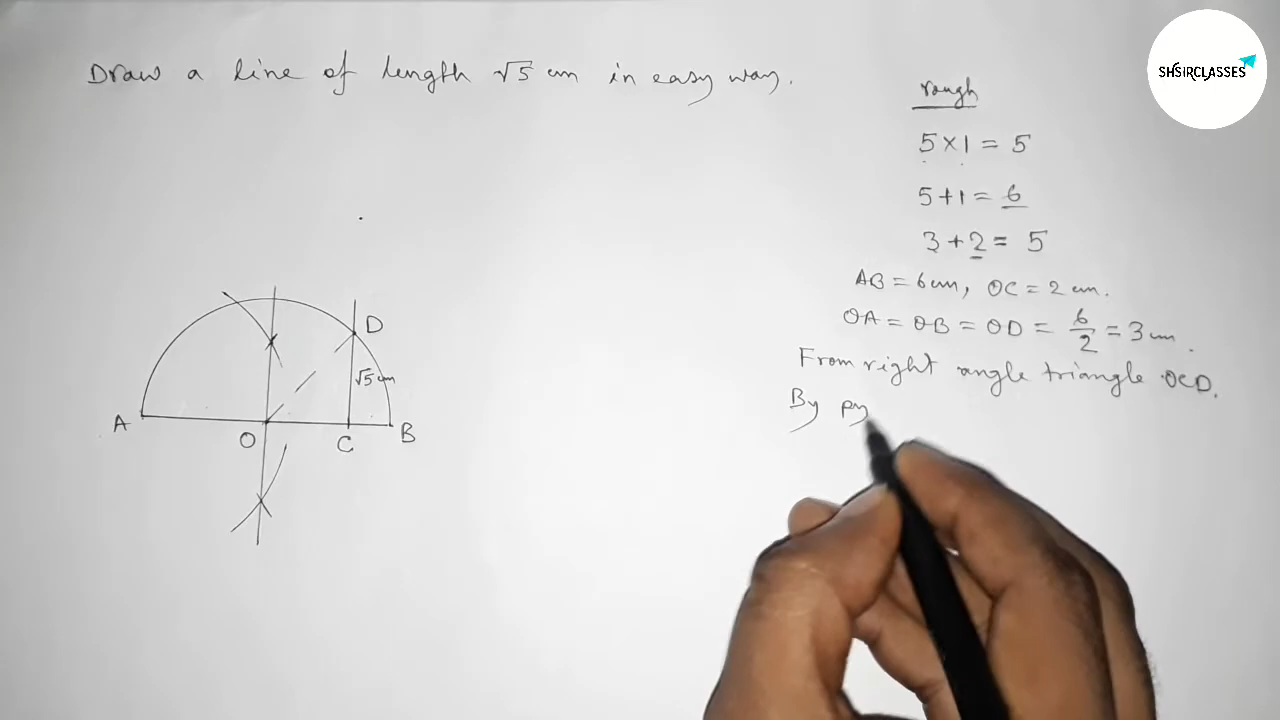 Draw a line of length √5 cm in easy way.
SHSIRCLASSES
rough
5×1 = 5
5+1 = 6
3+2 = 5
AB = 6 cm, OC = 2 cm.
OA = OB = OD = 6/2 = 3 cm.
From right angle triangle OCD.
By py
D
√5 cm
A
O
C
B